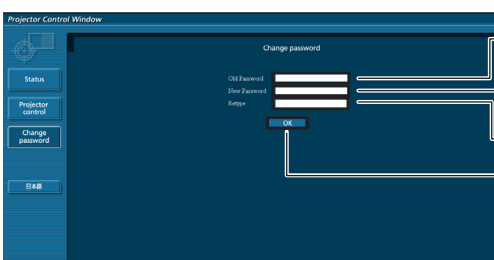 Projector Control Window
Change password
Status
Old Password
New Password
Retype
Projector
control
OK
Change
password
日本語